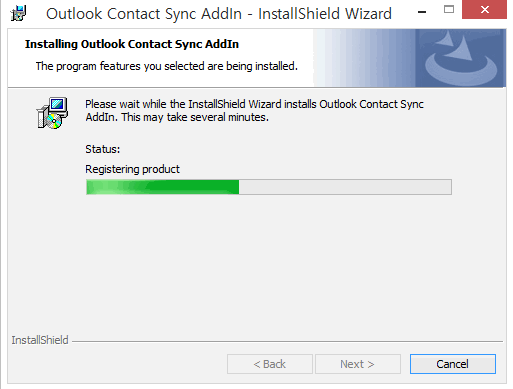 Outlook Contact Sync AddIn - InstallShield Wizard
Installing Outlook Contact Sync AddIn
The program features you selected are being installed.
Please wait while the InstallShield Wizard installs Outlook Contact Sync
AddIn. This may take several minutes.
Status:
Registering product
InstallShield
< Back Next > Cancel